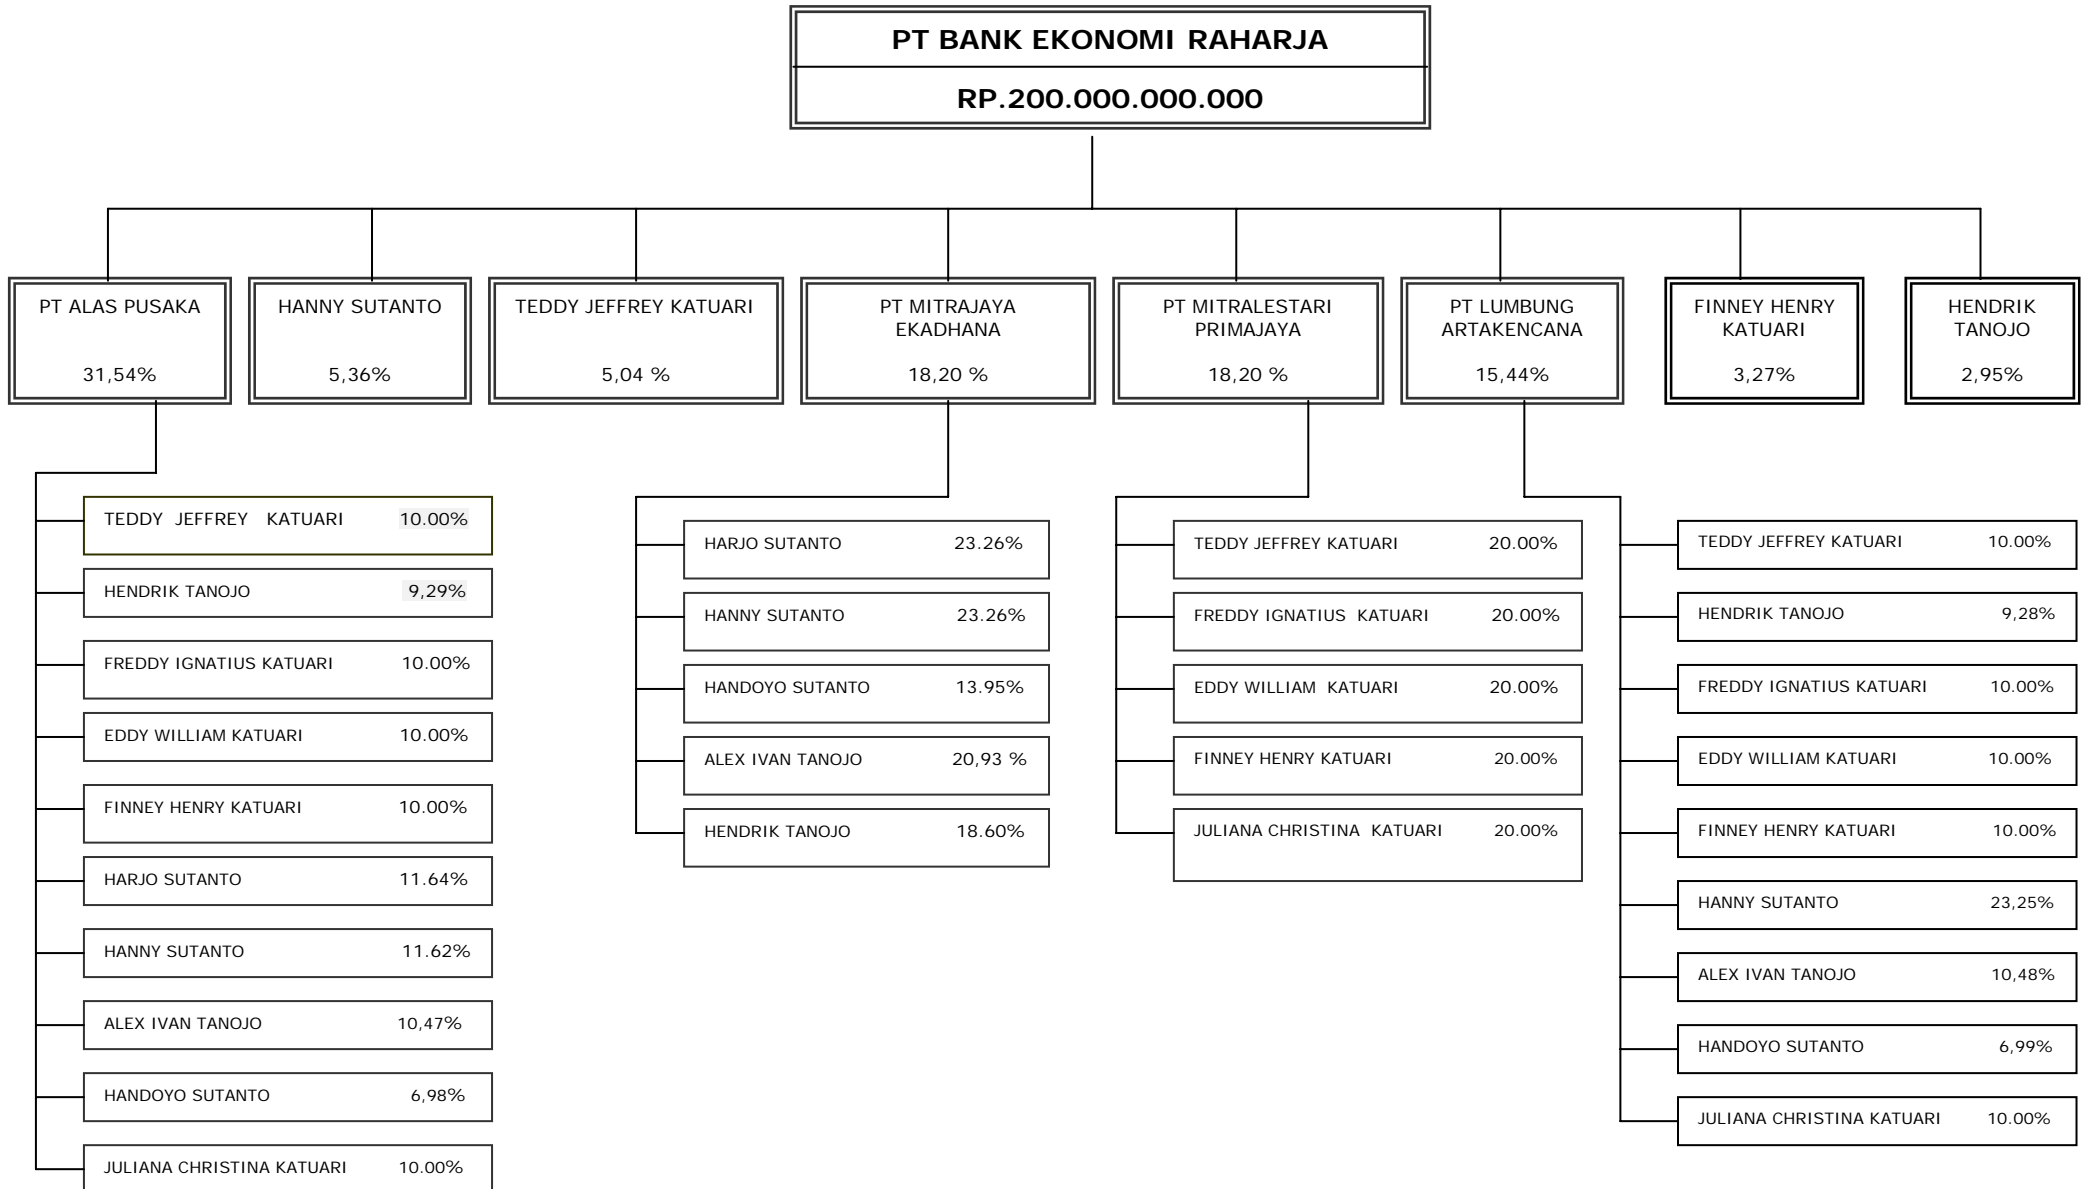 PT BANK EKONOMI RAHARJA
RP.200.000.000.000
PT ALAS PUSAKA
31,54%
HANNY SUTANTO
5,36%
TEDDY JEFFREY KATUARI
5,04 %
PT MITRAJAYA
EKADHANA
18,20 %
PT MITRALESTARI
PRIMAJAYA
18,20 %
PT LUMBUNG
ARTAKENCANA
15,44%
FINNEY HENRY
KATUARI
3,27%
HENDRIK
TANOJO
2,95%
TEDDY JEFFREY KATUARI 10.00%
HENDRIK TANOJO 9,29%
FREDDY IGNATIUS KATUARI 10.00%
EDDY WILLIAM KATUARI 10.00%
FINNEY HENRY KATUARI 10.00%
HARJO SUTANTO 11.64%
HANNY SUTANTO 11.62%
ALEX IVAN TANOJO 10,47%
HANDOYO SUTANTO 6,98%
JULIANA CHRISTINA KATUARI 10.00%
HARJO SUTANTO 23.26%
HANNY SUTANTO 23.26%
HANDOYO SUTANTO 13.95%
ALEX IVAN TANOJO 20,93 %
HENDRIK TANOJO 18.60%
TEDDY JEFFREY KATUARI 20.00%
FREDDY IGNATIUS KATUARI 20.00%
EDDY WILLIAM KATUARI 20.00%
FINNEY HENRY KATUARI 20.00%
JULIANA CHRISTINA KATUARI 20.00%
TEDDY JEFFREY KATUARI 10.00%
HENDRIK TANOJO 9,28%
FREDDY IGNATIUS KATUARI 10.00%
EDDY WILLIAM KATUARI 10.00%
FINNEY HENRY KATUARI 10.00%
HANNY SUTANTO 23,25%
ALEX IVAN TANOJO 10,48%
HANDOYO SUTANTO 6,99%
JULIANA CHRISTINA KATUARI 10.00%